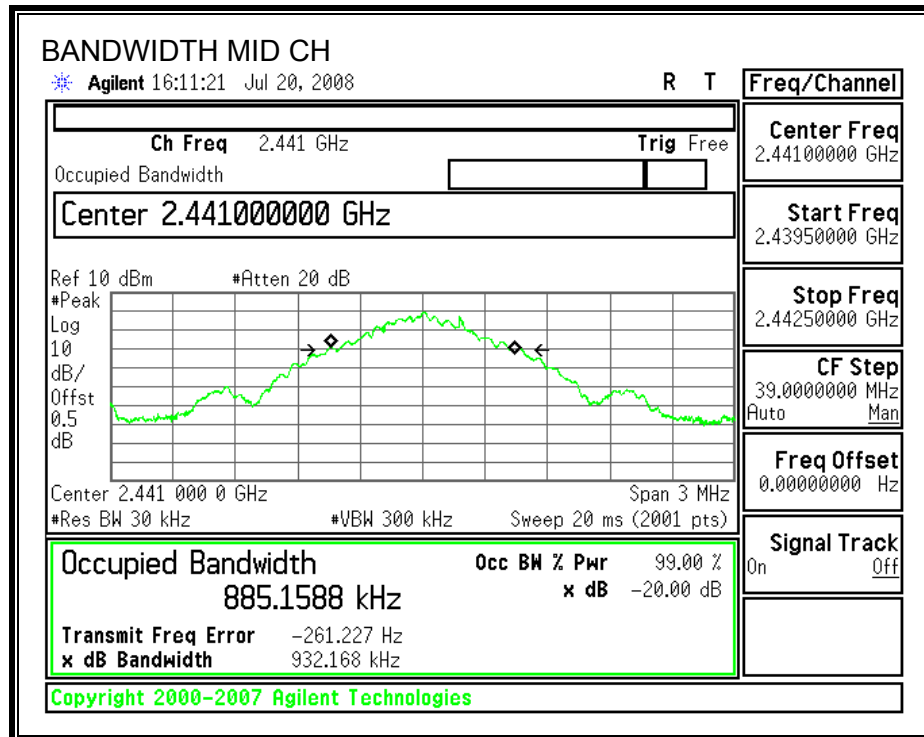 BANDWIDTH MID CH
Agilent 16:11:21 Jul 20, 2008 R T
Ch Freq 2.441 GHz Trig Free
Occupied Bandwidth
Center 2.441000000 GHz
Ref 10 dBm #Atten 20 dB
#Peak
Log
10
dB/
Offst
0.5
dB
Center 2.441 000 0 GHz Span 3 MHz
#Res BW 30 kHz #VBW 300 kHz Sweep 20 ms (2001 pts)
Occupied Bandwidth Occ BW % Pwr 99.00 %
885.1588 kHz x dB -20.00 dB
Transmit Freq Error -261.227 Hz
x dB Bandwidth 932.168 kHz
Copyright 2000-2007 Agilent Technologies
Freq/Channel
Center Freq
2.44100000 GHz
Start Freq
2.43950000 GHz
Stop Freq
2.44250000 GHz
CF Step
39.0000000 MHz
Auto Man
Freq Offset
0.00000000 Hz
Signal Track
On Off